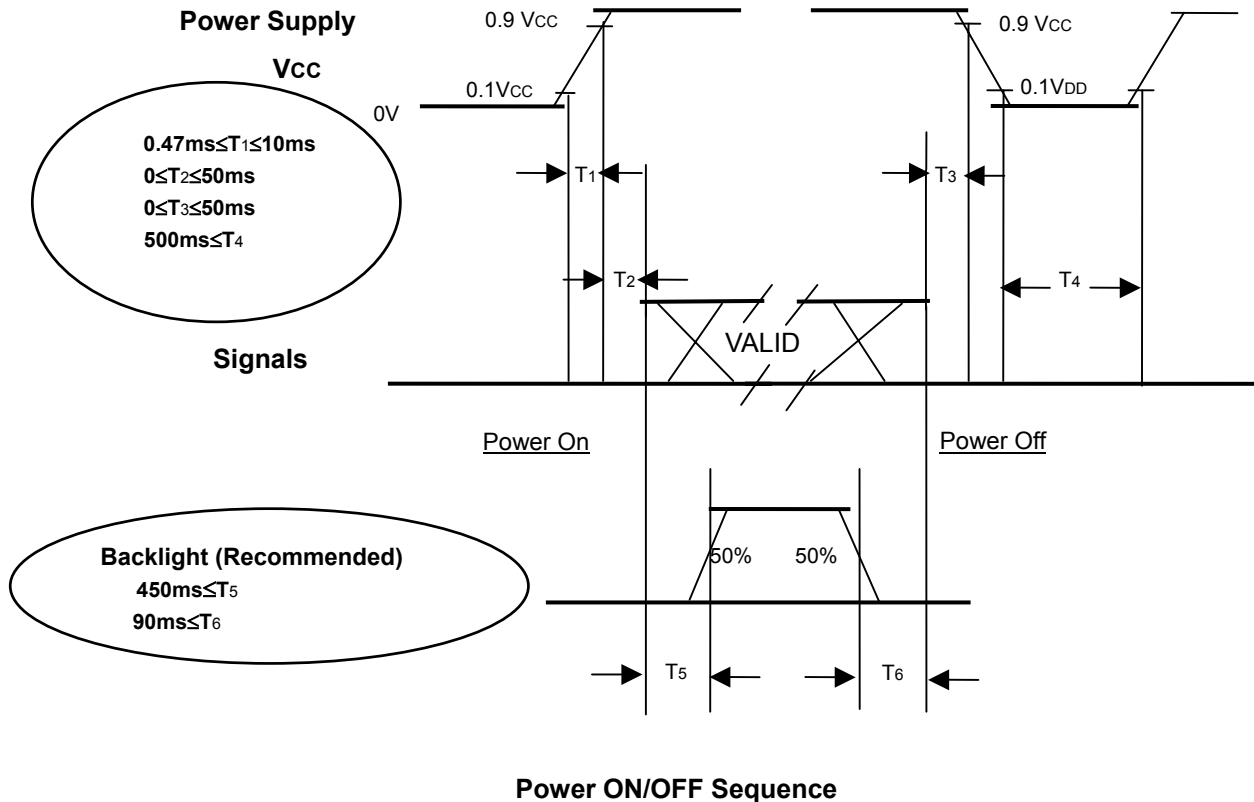 Power Supply
VCC
0.9 VCC
0.9 VCC
0.1VCC
0.1VDD
0V
0.47ms≤T1≤10ms
0≤T2≤50ms
0≤T3≤50ms
500ms≤T4
T1
T3
T2
T4
VALID
Signals
Power On
Power Off
Backlight (Recommended)
450ms≤T5
90ms≤T6
50%
50%
T5
T6
Power ON/OFF Sequence